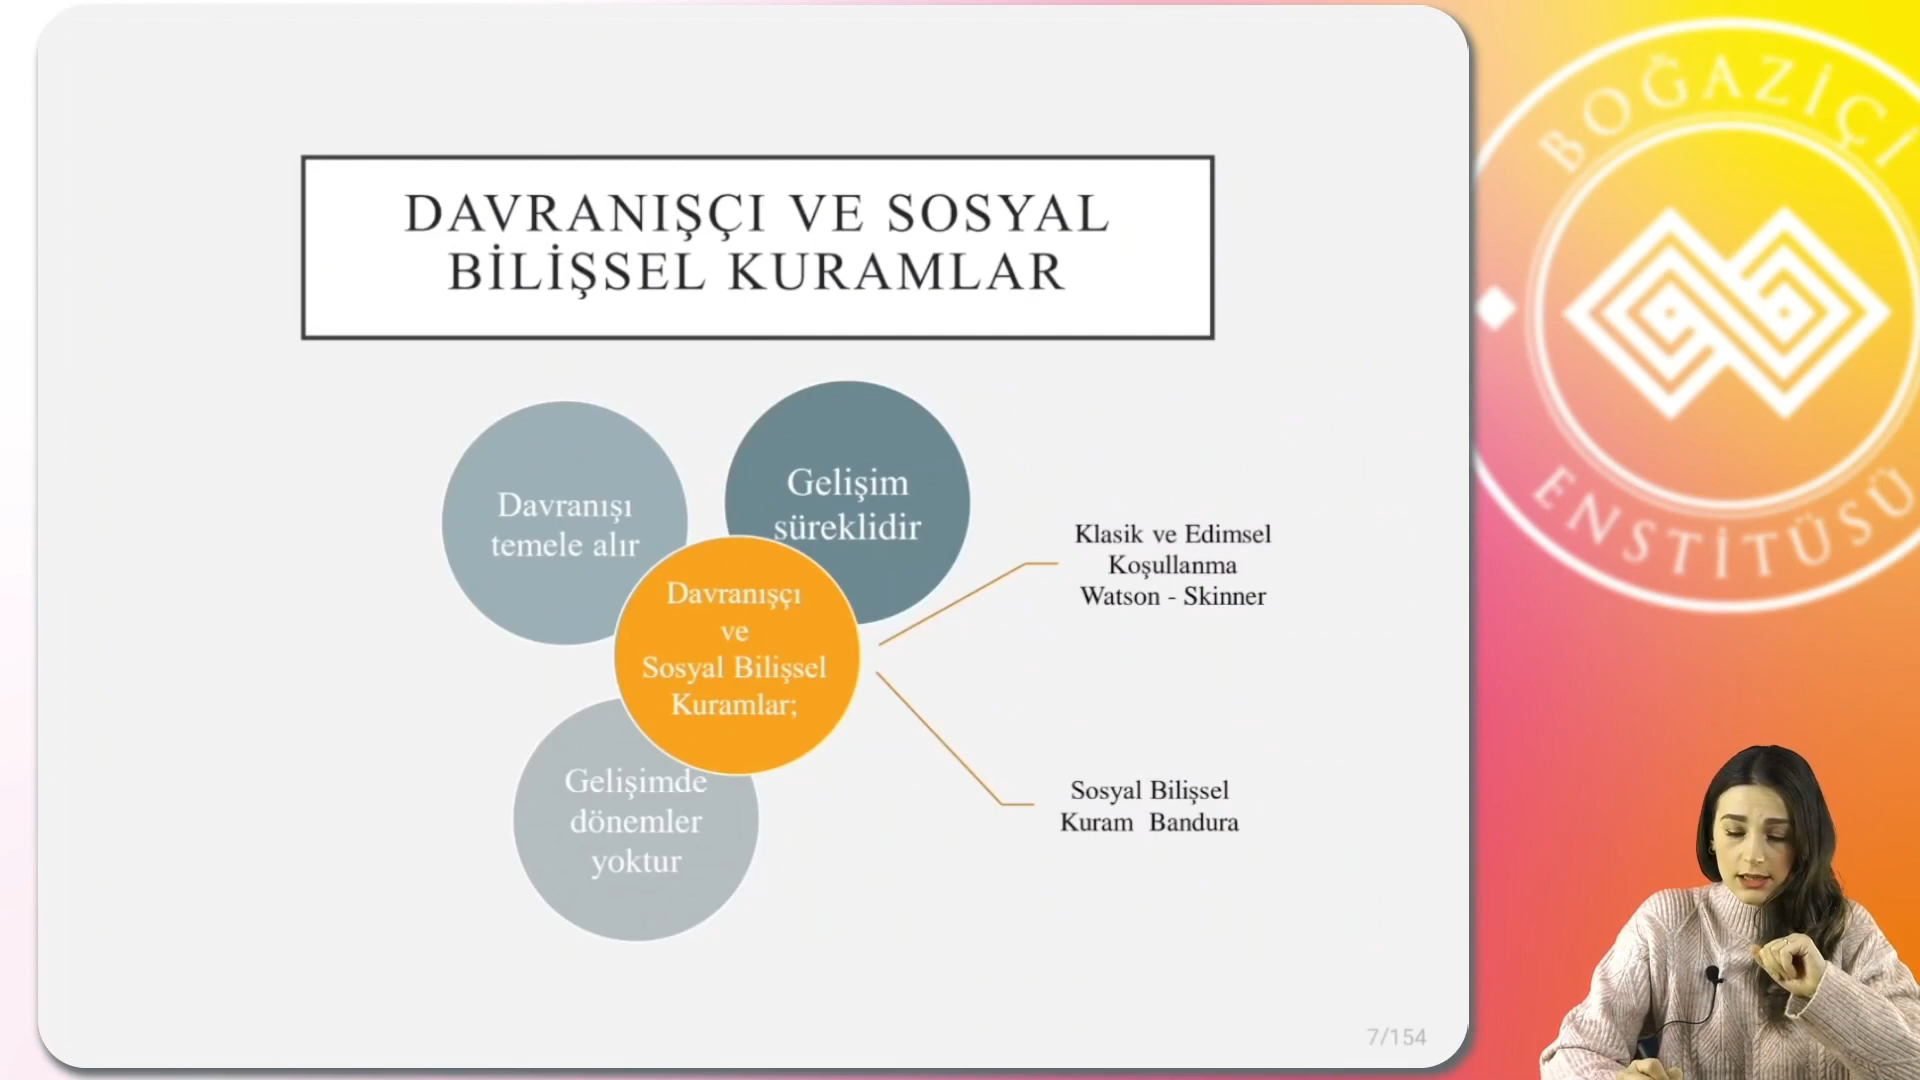 DAVRANIŞÇI VE SOSYAL
BİLİŞSEL KURAMLAR
Davranışı
temele alır
Gelişim
süreklidir
Davranışçı
ve
Sosyal Bilişsel
Kuramlar;
Gelişimde
dönemler
yoktur
Klasik ve Edimsel
Koşullanma
Watson - Skinner
Sosyal Bilişsel
Kuram  Bandura
7/154
BOĞAZİÇİ
ENSTİTÜSÜ